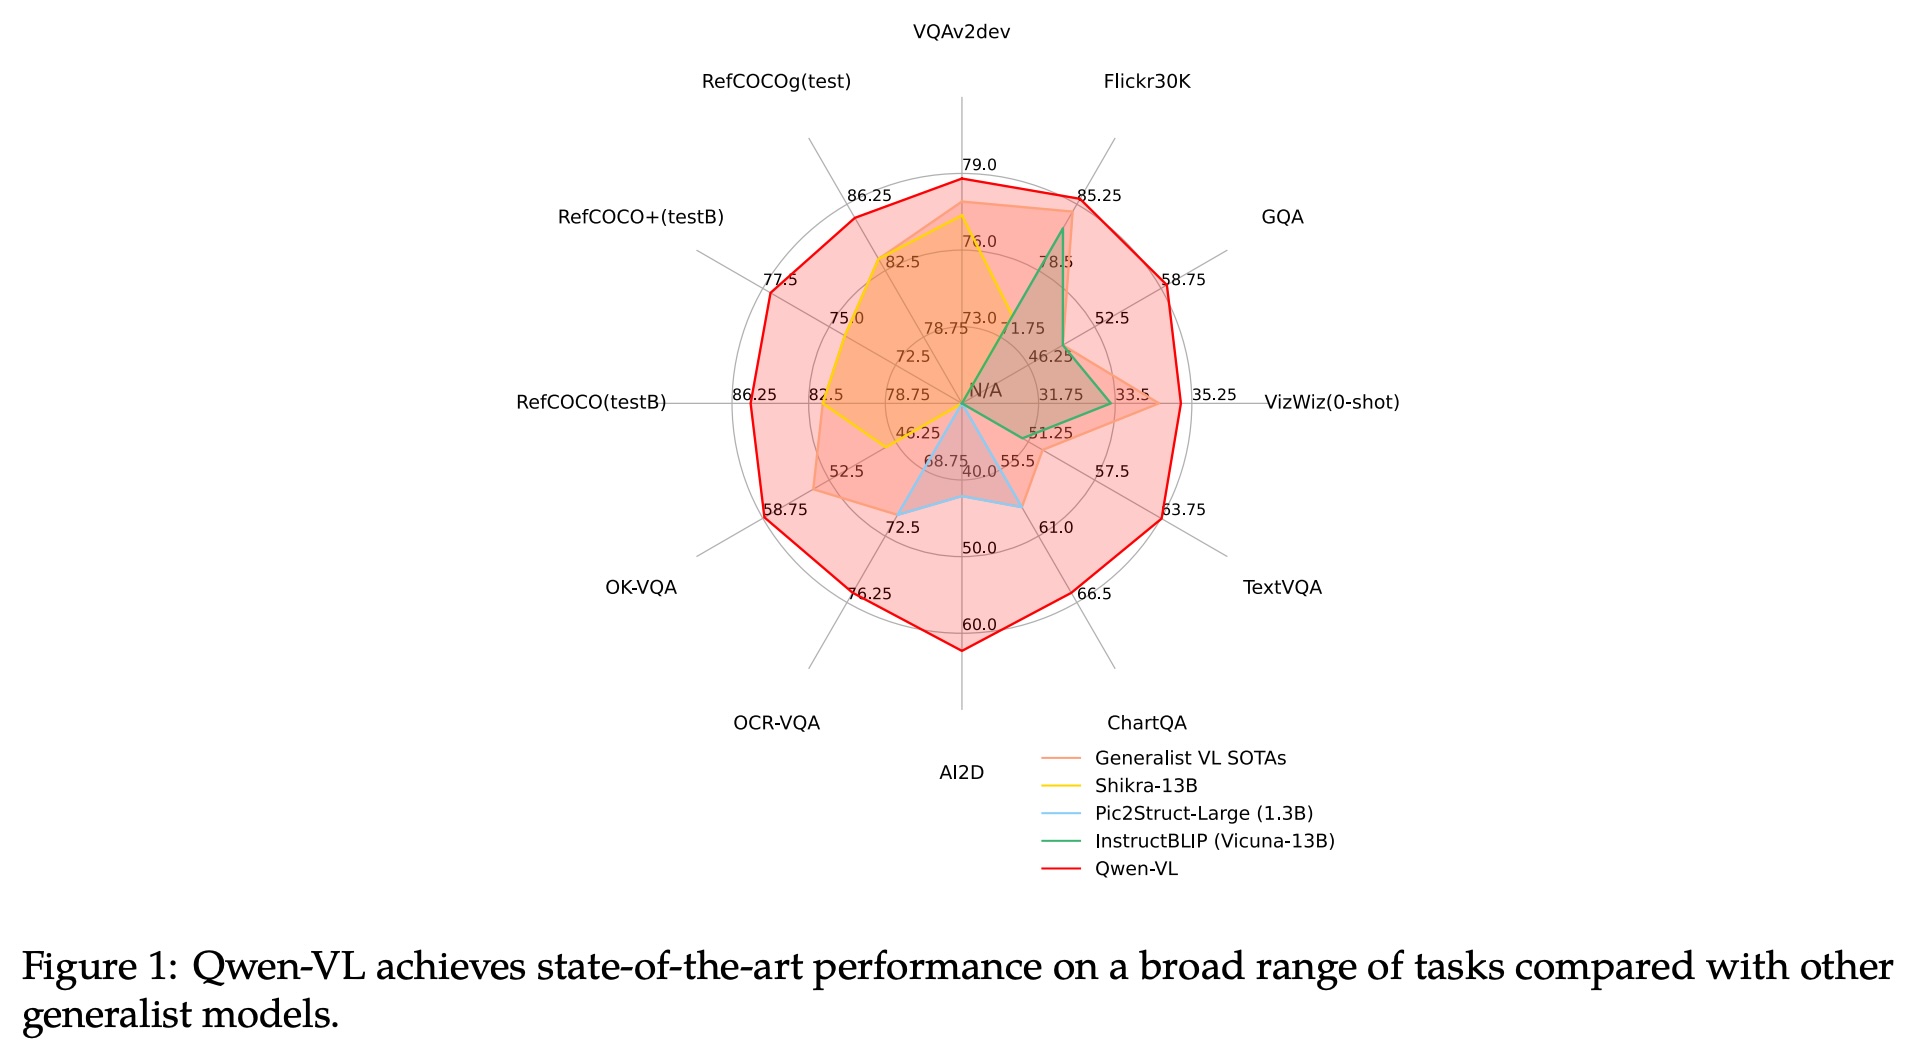 VQAv2dev
RefCOCOg(test)
Flickr30K
79.0
86.25
85.25
RefCOCO+(testB)
GQA
76.0
82.5
78.5
77.5
58.75
75.0
73.0
52.5
78.75
71.75
72.5
46.25
N/A
RefCOCO(testB)
86.25
82.5
78.75
31.75
33.5
35.25
VizWiz(0-shot)
46.25
51.25
68.75
55.5
52.5
40.0
57.5
58.75
63.75
72.5
61.0
50.0
OK-VQA
TextVQA
76.25
66.5
60.0
OCR-VQA
ChartQA
AI2D
Generalist VL SOTAs
Shikra-13B
Pic2Struct-Large (1.3B)
InstructBLIP (Vicuna-13B)
Qwen-VL
Figure 1: Qwen-VL achieves state-of-the-art performance on a broad range of tasks compared with other
generalist models.